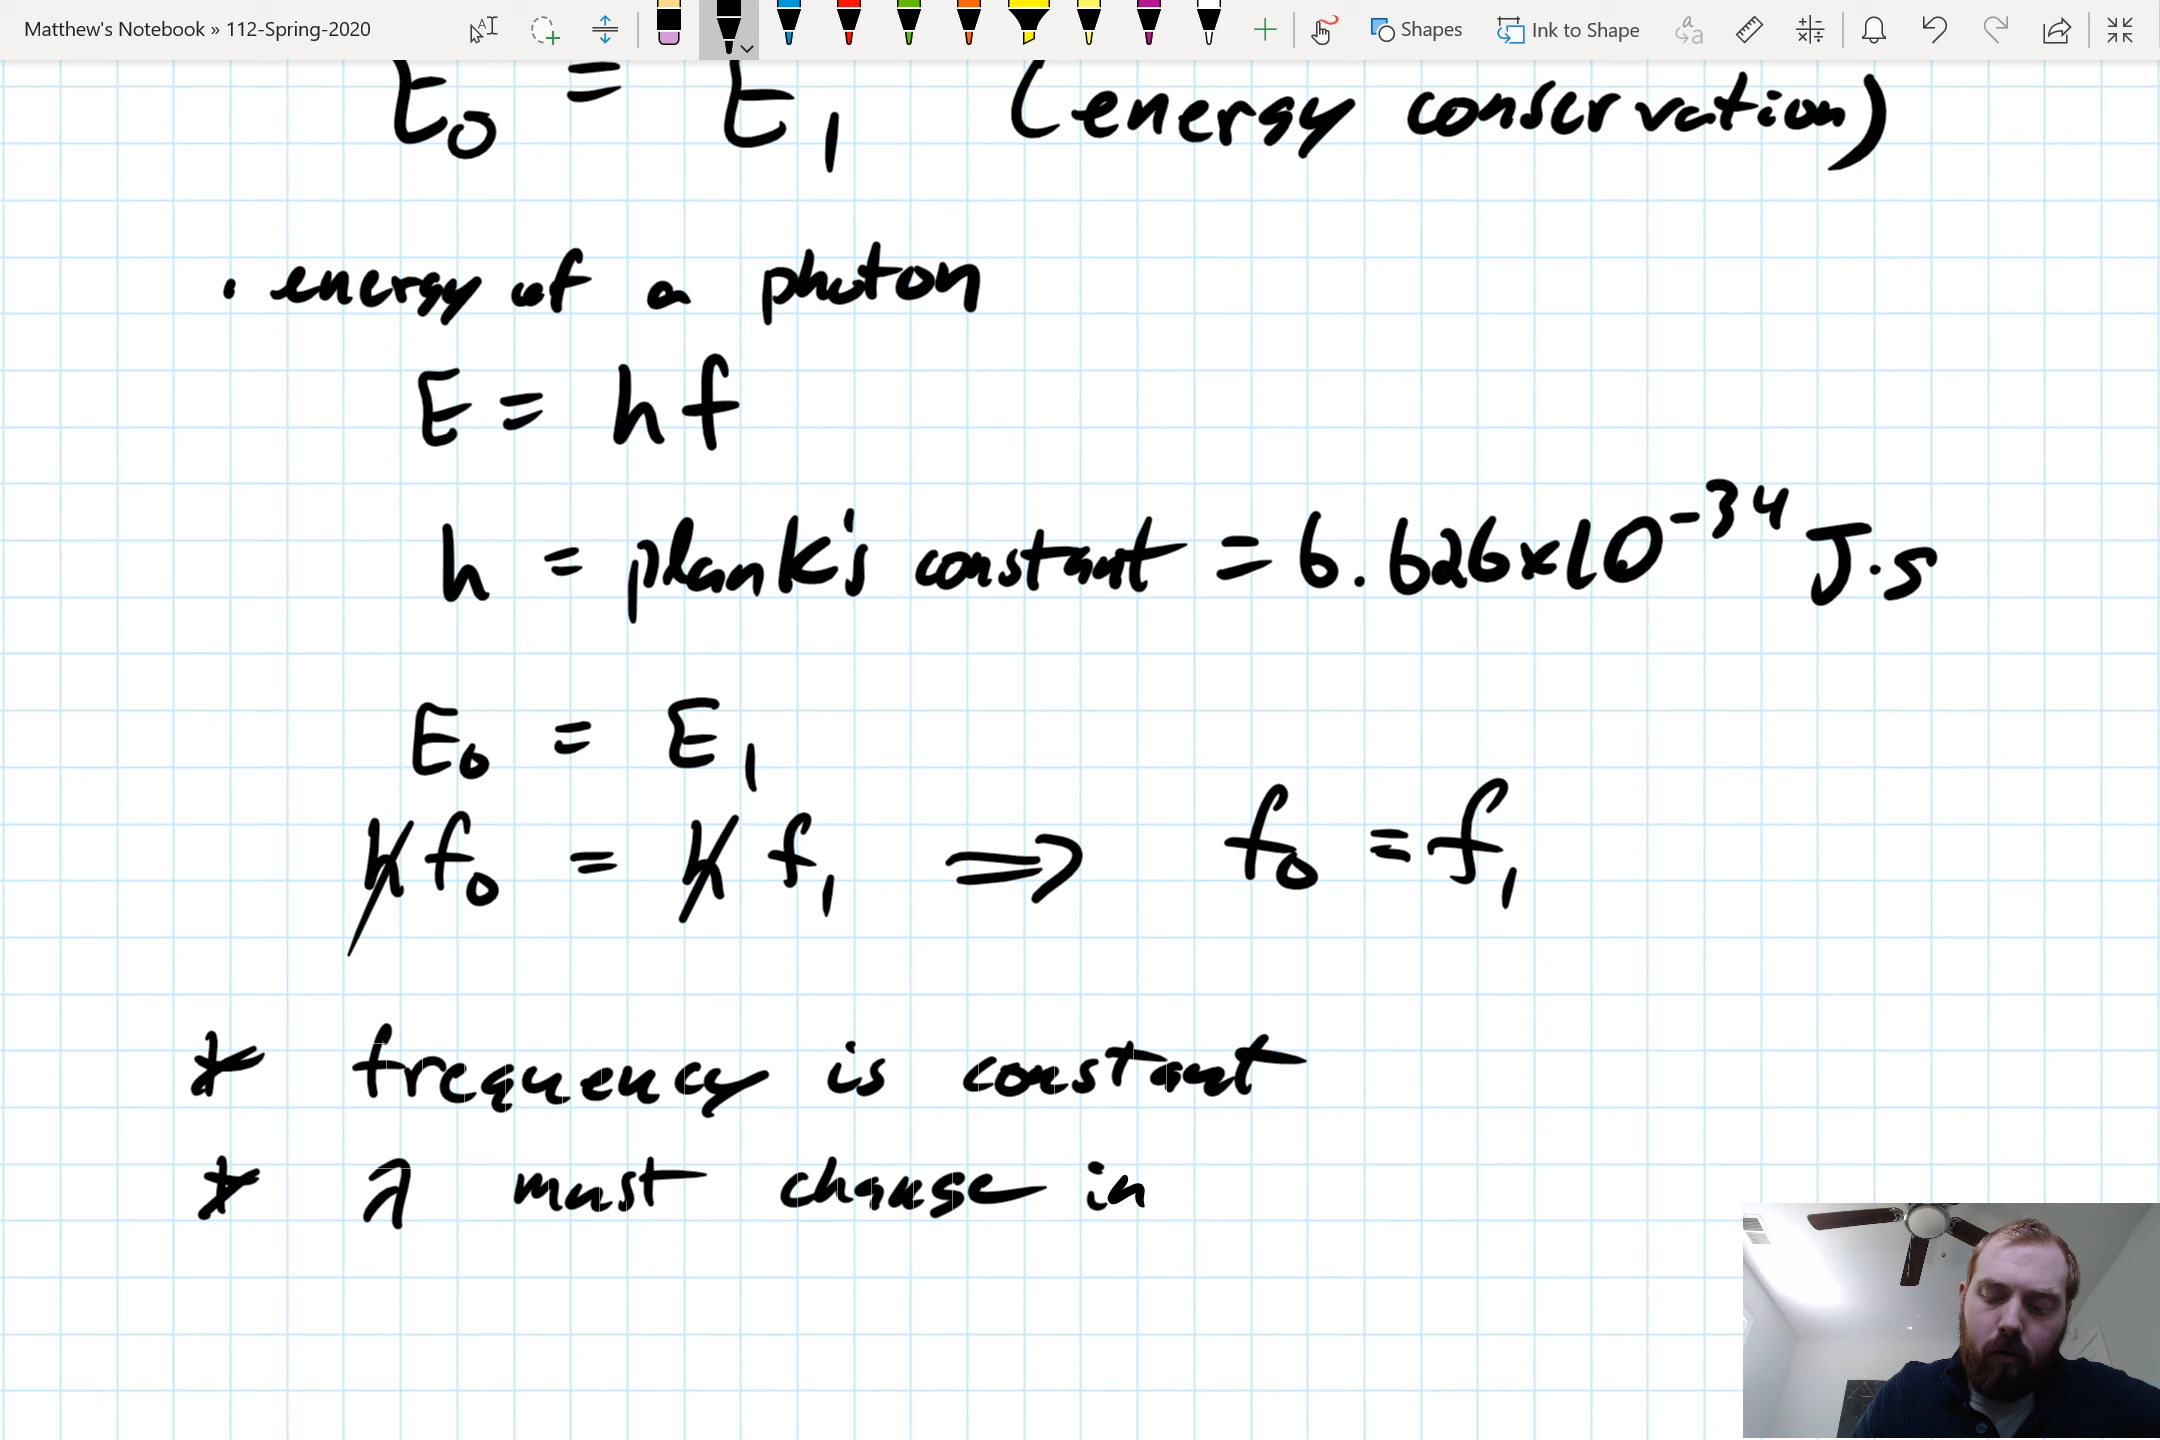 Matthew's Notebook » 112-Spring-2020 Shapes Ink to Shape
E₀ = E₁ (energy conservation)
• energy of a photon
E = hf
h = plank's constant = 6.626×10⁻³⁴ J·s
E₀ = E₁
hf₀ = hf₁ ⟹ f₀ = f₁
* frequency is constant
* λ must change in